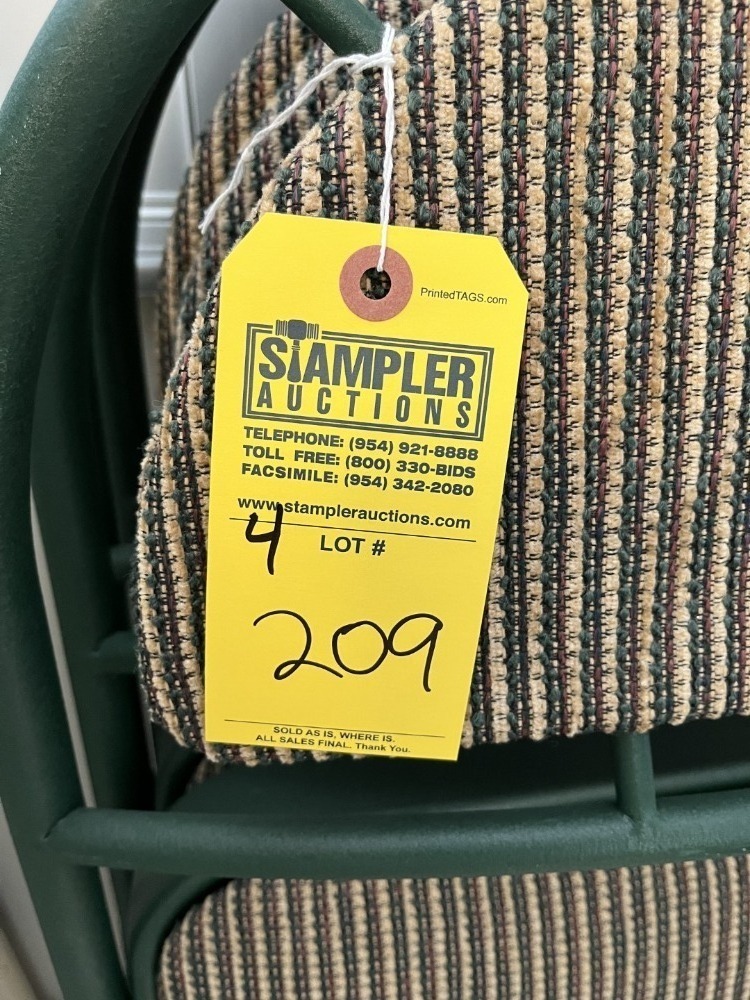 PrintedTAGS.com
STAMPLER
AUCTIONS
TELEPHONE: (954) 921-8888
TOLL FREE: (800) 330-BIDS
FACSIMILE: (954) 342-2080
www.stamplerauctions.com
4 LOT #
209
SOLD AS IS, WHERE IS.
ALL SALES FINAL. Thank You.